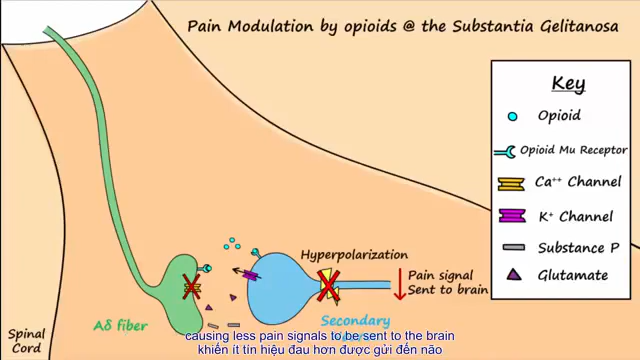 Pain Modulation by opioids @ the Substantia Gelitanosa
Key
Opioid
Opioid Mu Receptor
Ca++ Channel
K+ Channel
Substance P
Glutamate
Hyperpolarization
Pain signal
Sent to brain
Aδ fiber
Secondary
Spinal
Cord
causing less pain signals to be sent to the brain
khiến ít tín hiệu đau hơn được gửi đến não